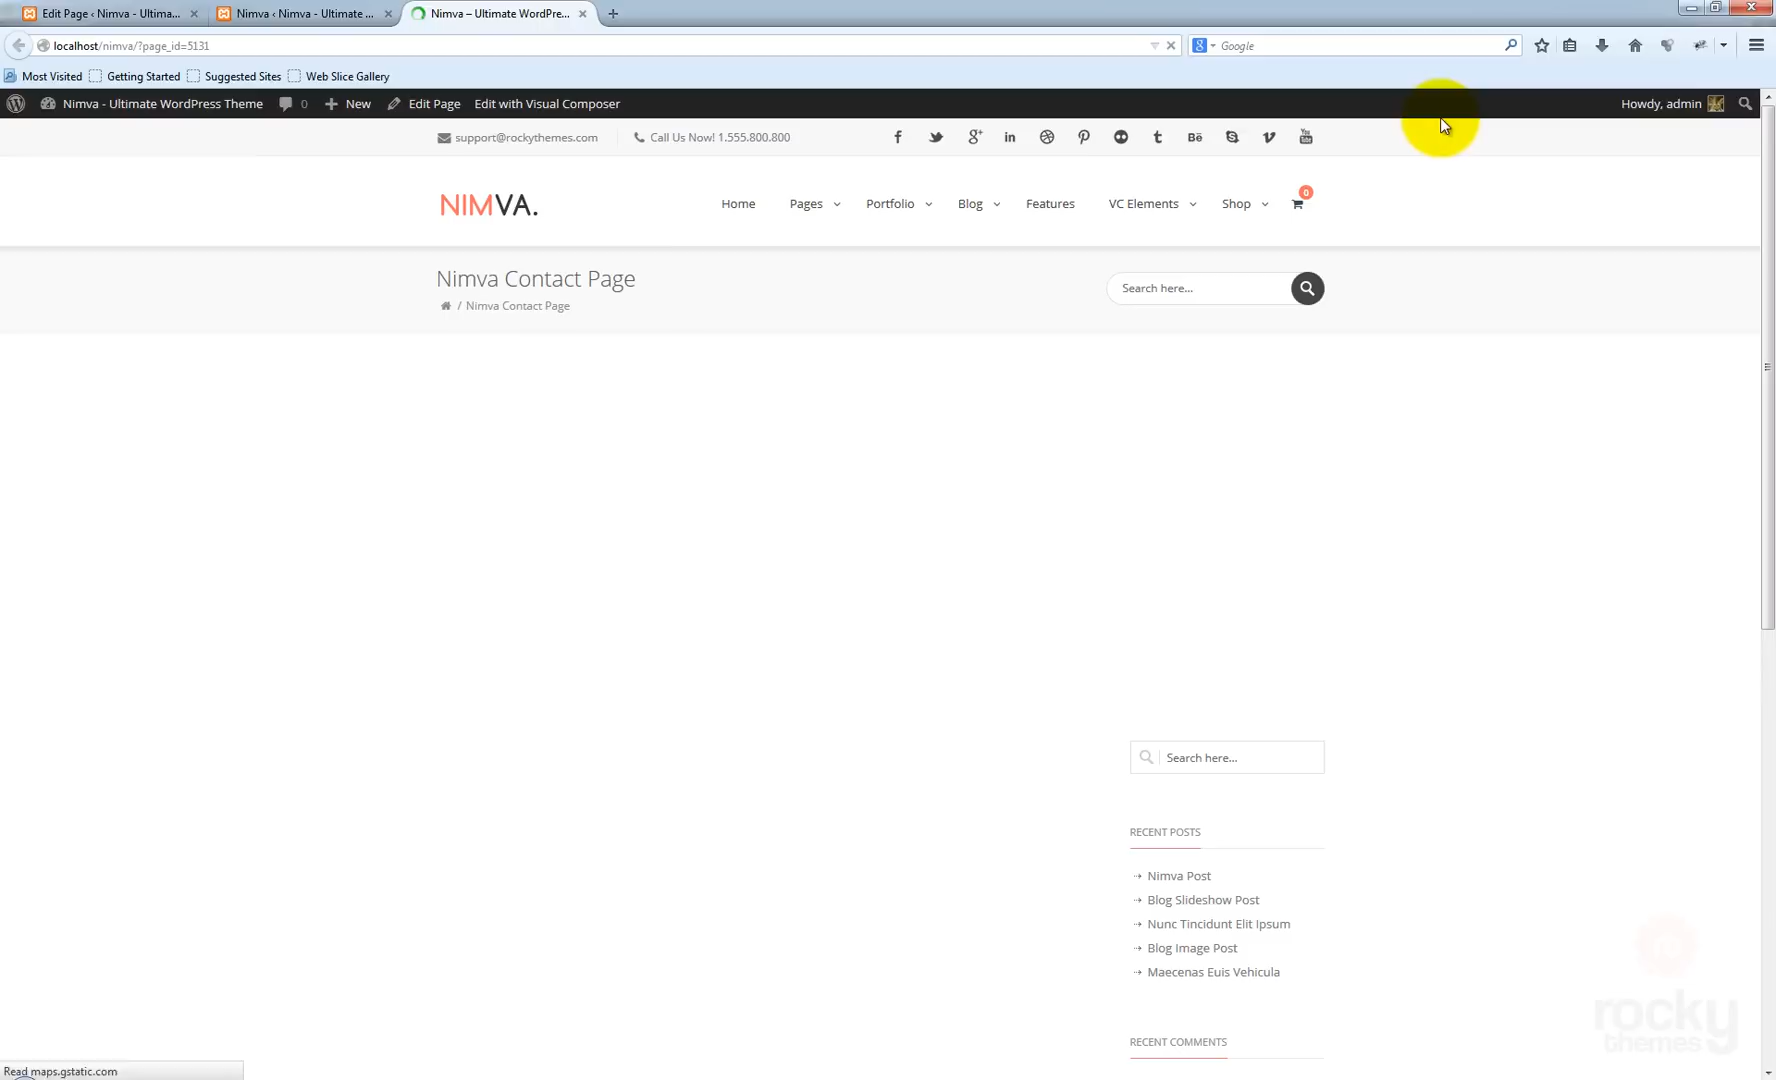 Edit Page ‹ Nimva - Ultima...
Nimva ‹ Nimva - Ultimate ...
Nimva – Ultimate WordPre...
localhost/nimva/?page_id=5131
Google
Most Visited
Getting Started
Suggested Sites
Web Slice Gallery
Nimva - Ultimate WordPress Theme
0
New
Edit Page
Edit with Visual Composer
Howdy, admin
support@rockythemes.com
Call Us Now! 1.555.800.800
NIMVA.
Home
Pages
Portfolio
Blog
Features
VC Elements
Shop
0
Nimva Contact Page
/ Nimva Contact Page
Search here...
Search here...
RECENT POSTS
Nimva Post
Blog Slideshow Post
Nunc Tincidunt Elit Ipsum
Blog Image Post
Maecenas Euis Vehicula
RECENT COMMENTS
rocky
themes
Read maps.gstatic.com